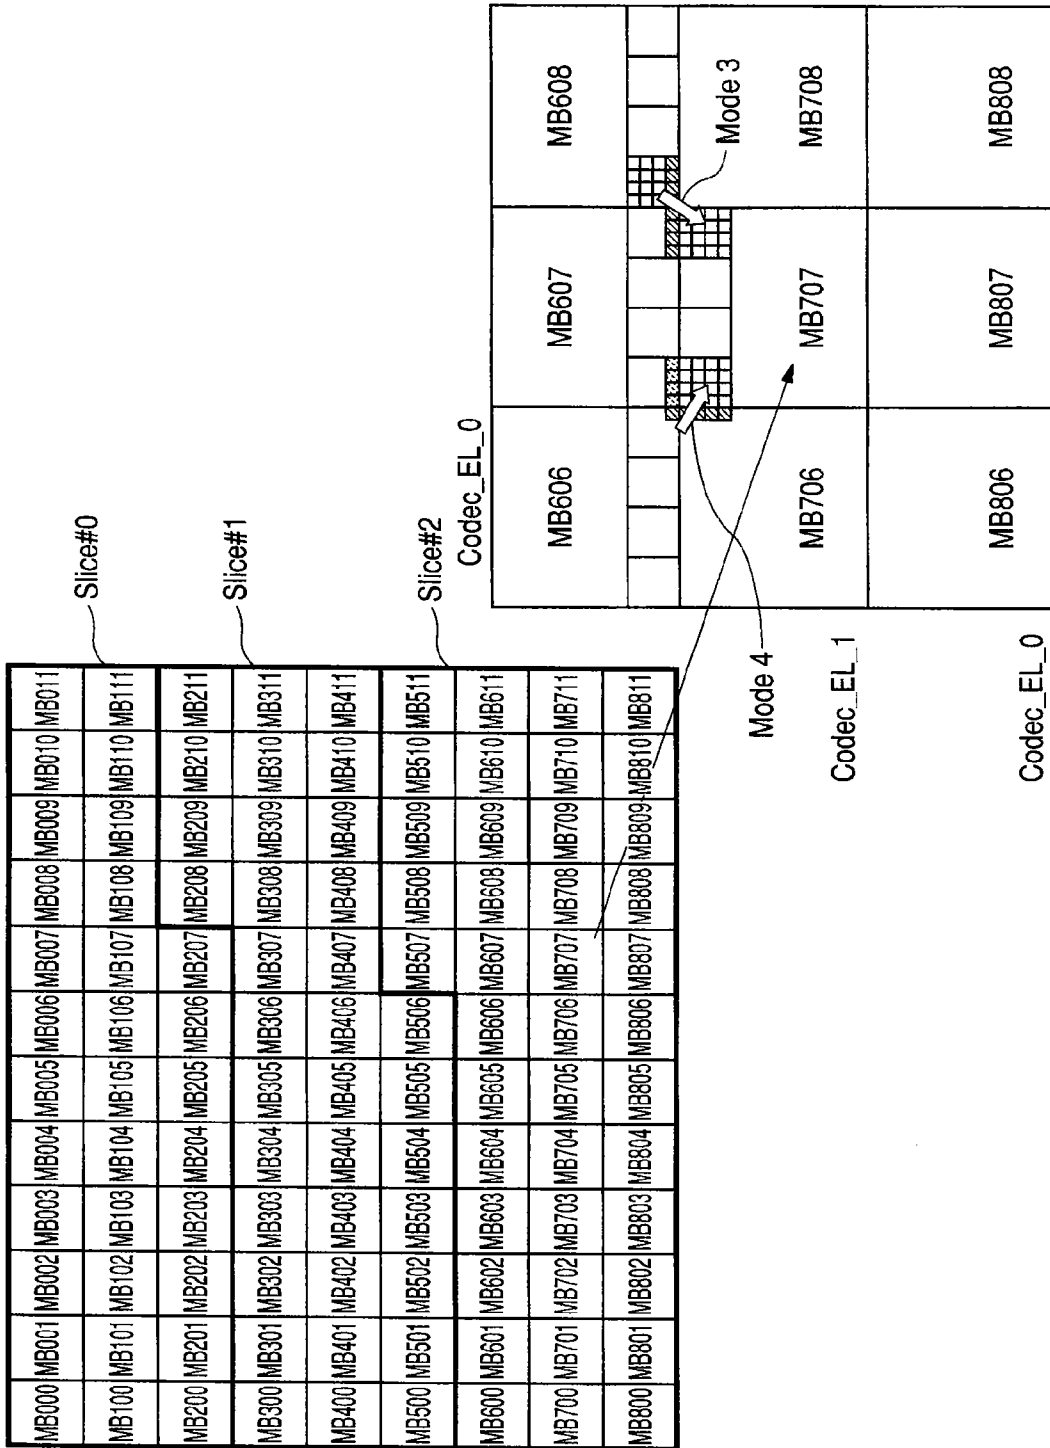 MB000 MB001 MB002 MB003 MB004 MB005 MB006 MB007 MB008 MB009 MB010 MB011
MB100 MB101 MB102 MB103 MB104 MB105 MB106 MB107 MB108 MB109 MB110 MB111
Slice#0
MB200 MB201 MB202 MB203 MB204 MB205 MB206 MB207 MB208 MB209 MB210 MB211
MB300 MB301 MB302 MB303 MB304 MB305 MB306 MB307 MB308 MB309 MB310 MB311
Slice#1
MB400 MB401 MB402 MB403 MB404 MB405 MB406 MB407 MB408 MB409 MB410 MB411
MB500 MB501 MB502 MB503 MB504 MB505 MB506 MB507 MB508 MB509 MB510 MB511
Slice#2
MB600 MB601 MB602 MB603 MB604 MB605 MB606 MB607 MB608 MB609 MB610 MB611
MB700 MB701 MB702 MB703 MB704 MB705 MB706 MB707 MB708 MB709 MB710 MB711
MB800 MB801 MB802 MB803 MB804 MB805 MB806 MB807 MB808 MB809 MB810 MB811
Codec_EL_0
MB606 MB607 MB608
Mode 4
Mode 3
Codec_EL_1
MB706 MB707 MB708
Codec_EL_0
MB806 MB807 MB808